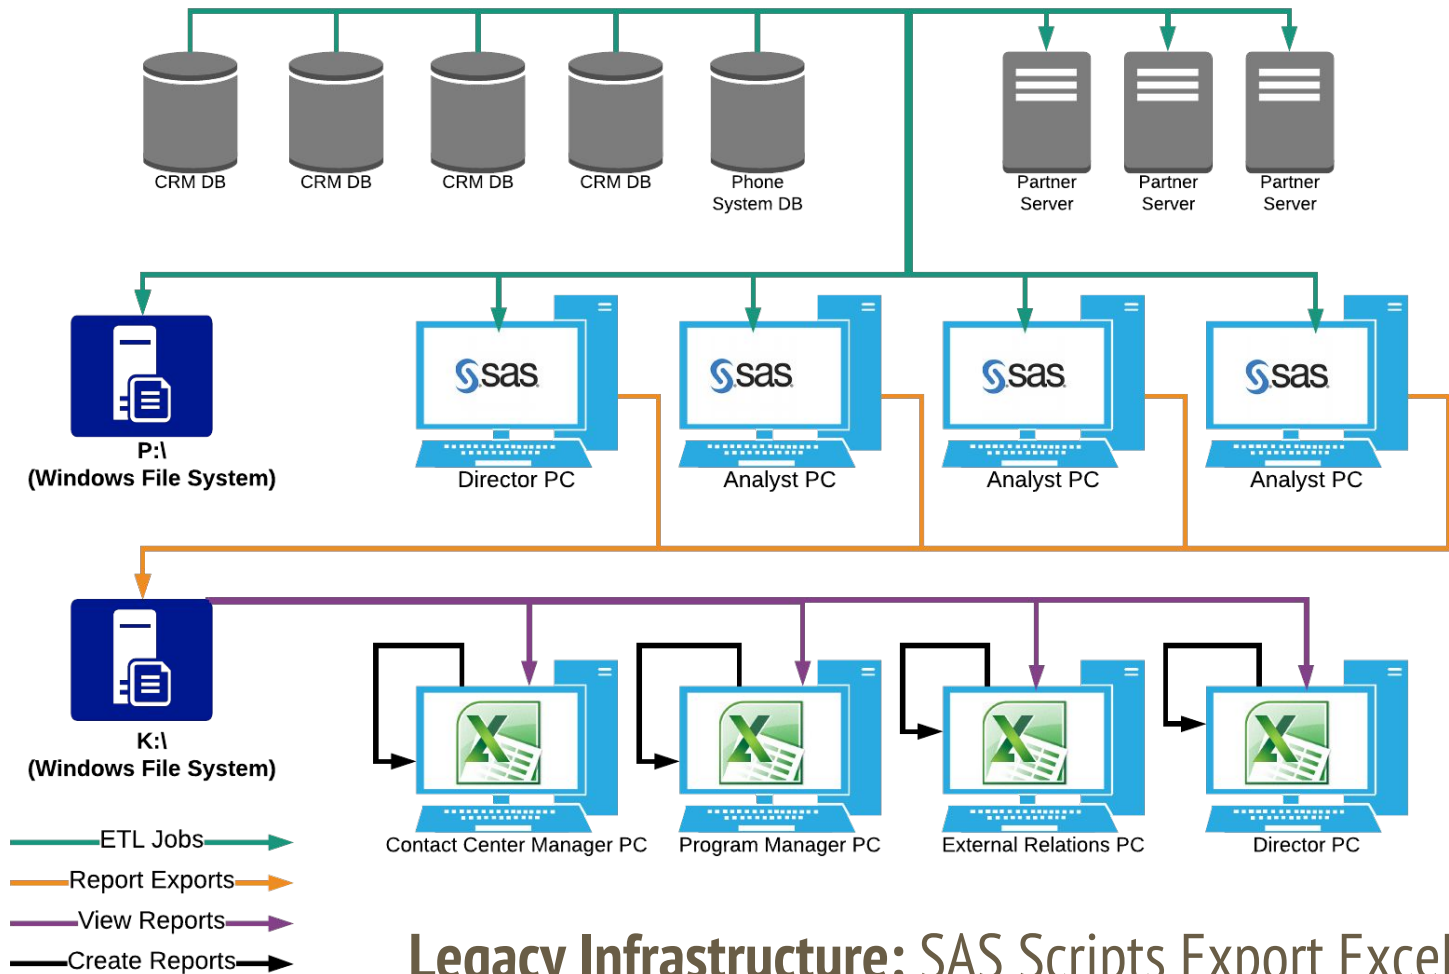 CRM DB
CRM DB
CRM DB
CRM DB
Phone
System DB
Partner
Server
Partner
Server
Partner
Server
sas
sas
sas
sas
P:\
(Windows File System)
Director PC
Analyst PC
Analyst PC
Analyst PC
K:\
(Windows File System)
Contact Center Manager PC
Program Manager PC
External Relations PC
Director PC
ETL Jobs
Report Exports
View Reports
Create Reports
Legacy Infrastructure: SAS Scripts Export Excel